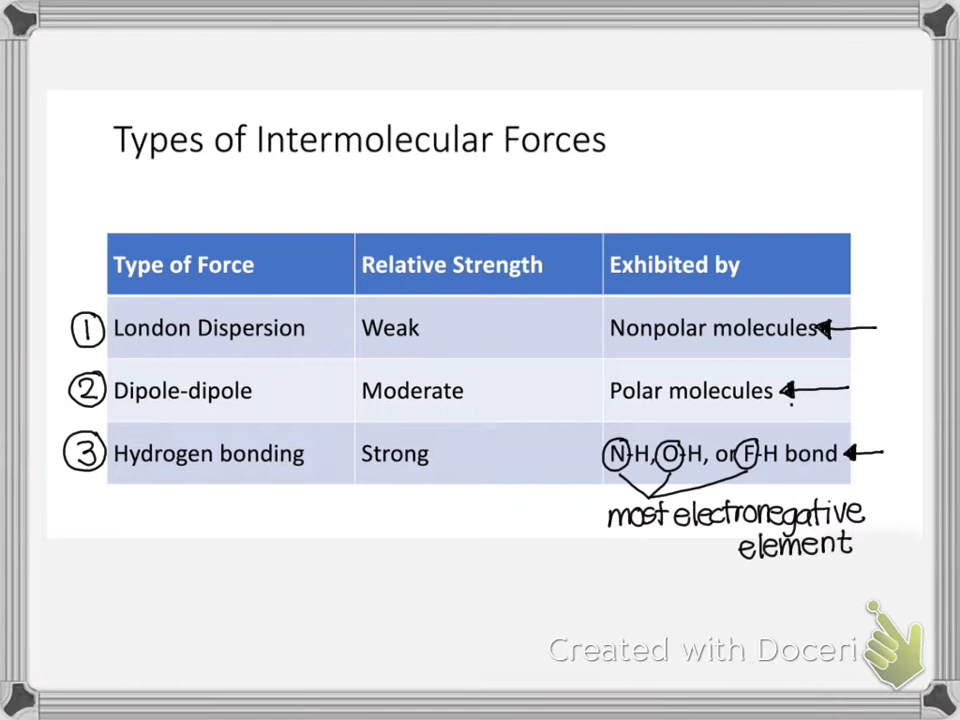 Types of Intermolecular Forces
Type of Force Relative Strength Exhibited by
1 London Dispersion Weak Nonpolar molecules
2 Dipole-dipole Moderate Polar molecules
3 Hydrogen bonding Strong N-H, O-H, or F-H bond
most electronegative
element
Created with Doceri